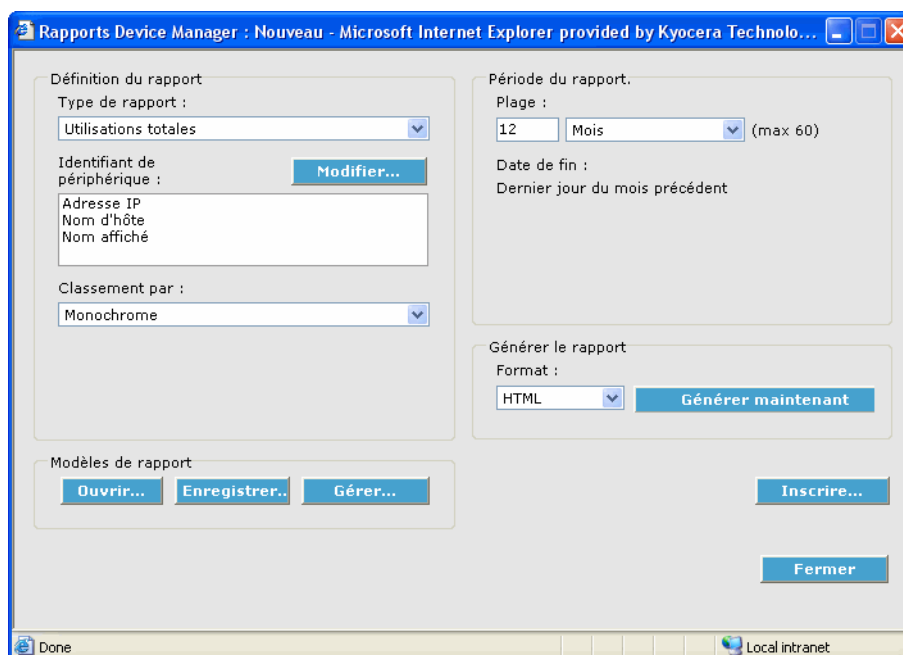 Rapports Device Manager : Nouveau - Microsoft Internet Explorer provided by Kyocera Technolo...
Définition du rapport
Type de rapport :
Utilisations totales
Identifiant de
périphérique :
Modifier...
Adresse IP
Nom d'hôte
Nom affiché
Classement par :
Monochrome
Période du rapport.
Plage :
12
Mois
(max 60)
Date de fin :
Dernier jour du mois précédent
Générer le rapport
Format :
HTML
Générer maintenant
Modèles de rapport
Ouvrir...
Enregistrer..
Gérer...
Inscrire...
Fermer
Done
Local intranet